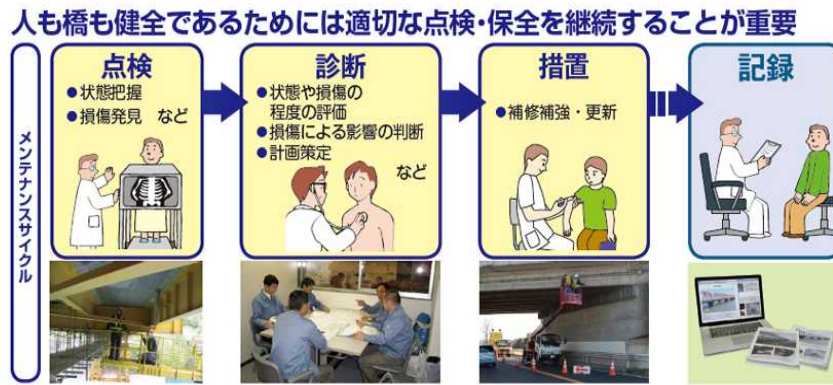 人も橋も健全であるためには適切な点検・保全を継続することが重要
メンテナンスサイクル
点検
●状態把握
●損傷発見 など
診断
●状態や損傷の
程度の評価
●損傷による影響の判断
●計画策定
など
措置
●補修補強・更新
記録